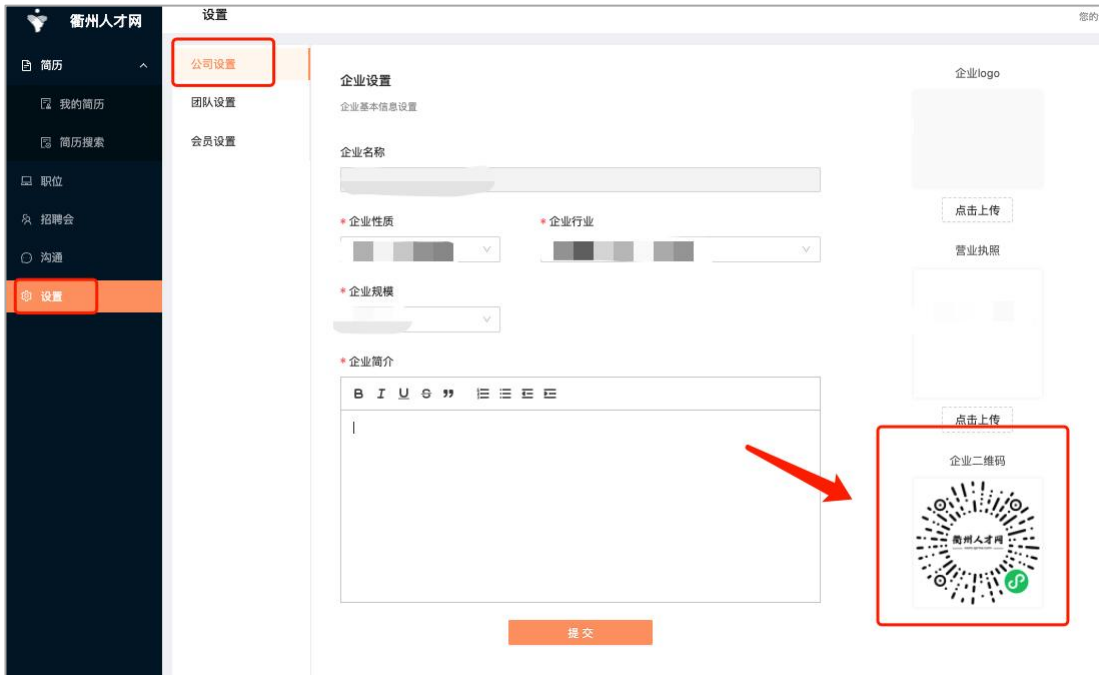 衢州人才网
设置
您的
简历
我的简历
简历搜索
职位
招聘会
沟通
设置
公司设置
团队设置
会员设置
企业设置
企业基本信息设置
企业名称
* 企业性质
* 企业行业
* 企业规模
* 企业简介
B I U S ”
提交
企业logo
点击上传
营业执照
点击上传
企业二维码
衢州人才网